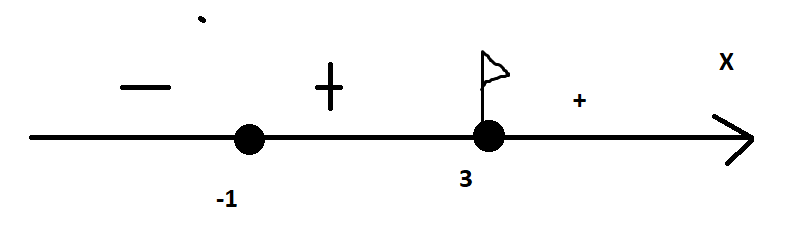 − + + X
-1 3